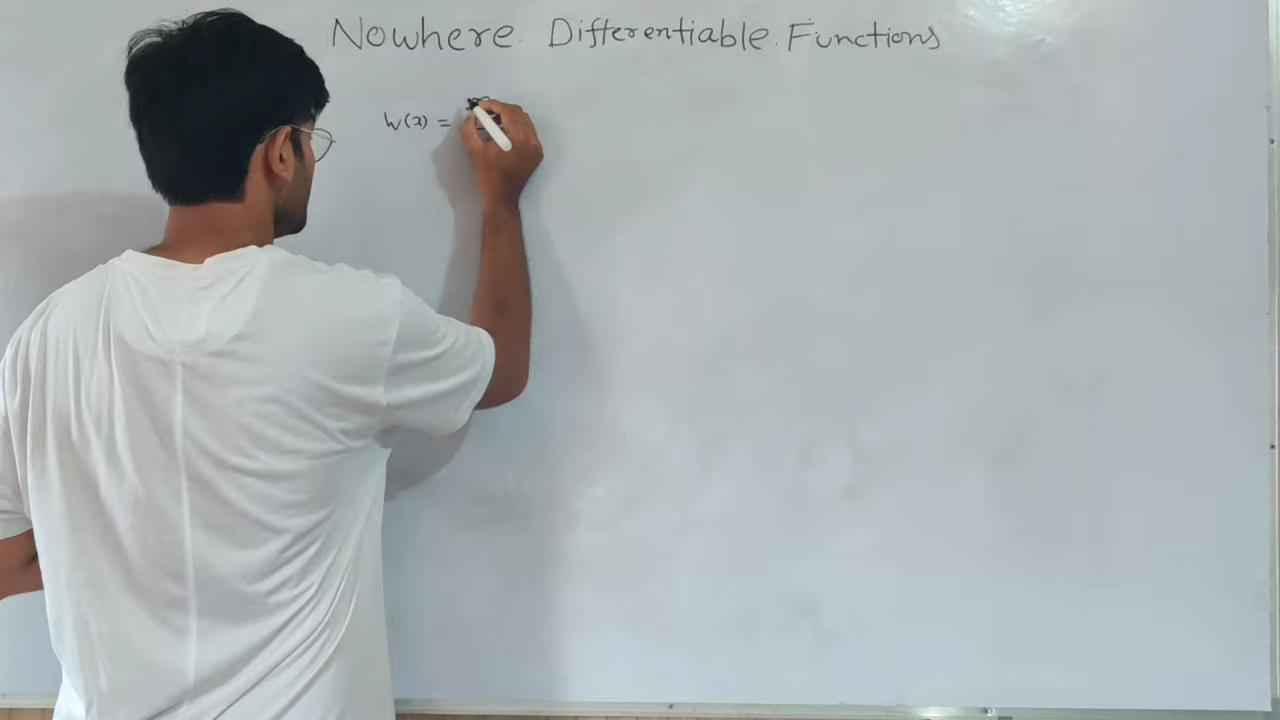 Nowhere Differentiable Functions
W(x) =